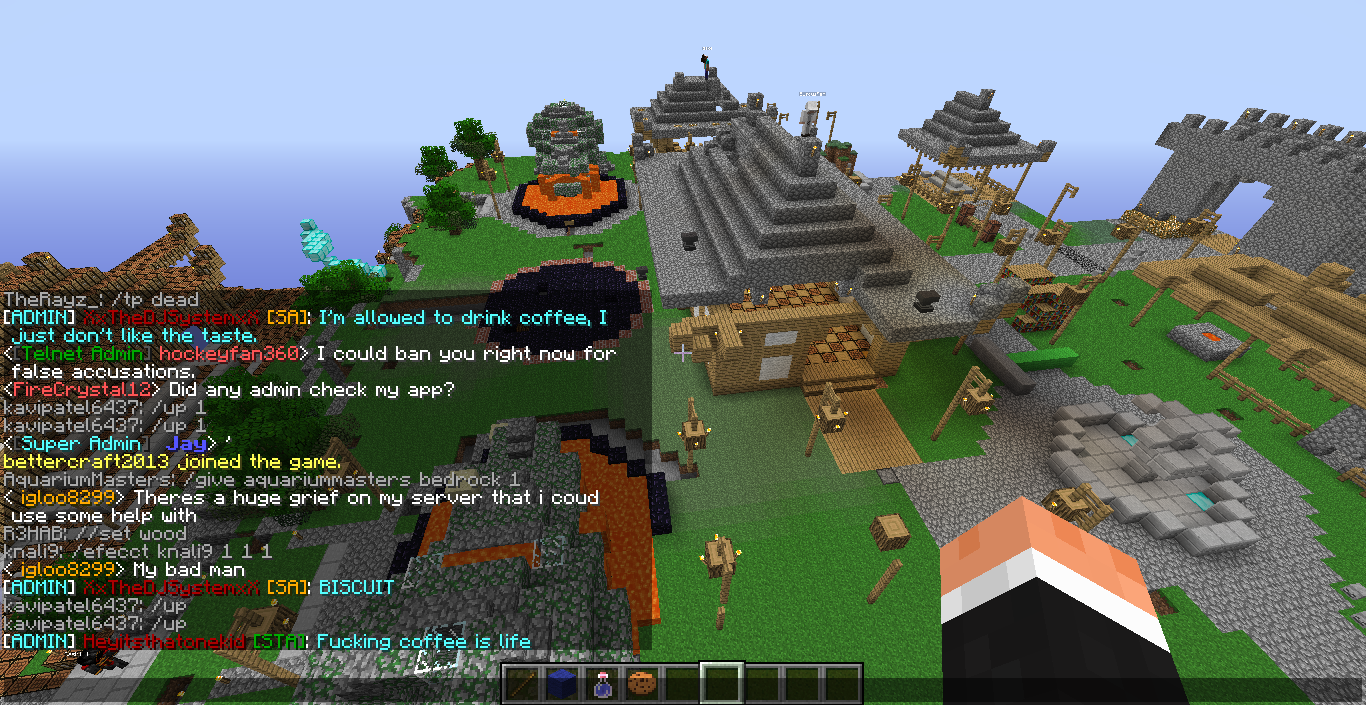 TheRayz_: /tp dead
[ADMIN] XxTheDJSystemxX [SA]: I'm allowed to drink coffee, I
just don't like the taste.
<[Telnet Admin] hockeyfan360> I could ban you right now for
false accusations.
<FireCrystal12> Did any admin check my app?
kavipatel6437: /up 1
kavipatel6437: /up 1
<[Super Admin] Jay> '
bettercraft2013 joined the game.
AquariumMasters: /give aquariummasters bedrock 1
< igloo8299> Theres a huge grief on my server that i coud
use some help with
R3HAB: //set wood
knali9: /efecct knali9 1 1 1
< igloo8299> My bad man
[ADMIN] XxTheDJSystemxX [SA]: BISCUIT
kavipatel6437: /up
kavipatel6437: /up
[ADMIN] Heyitsthatonekid [STA]: Fucking coffee is life